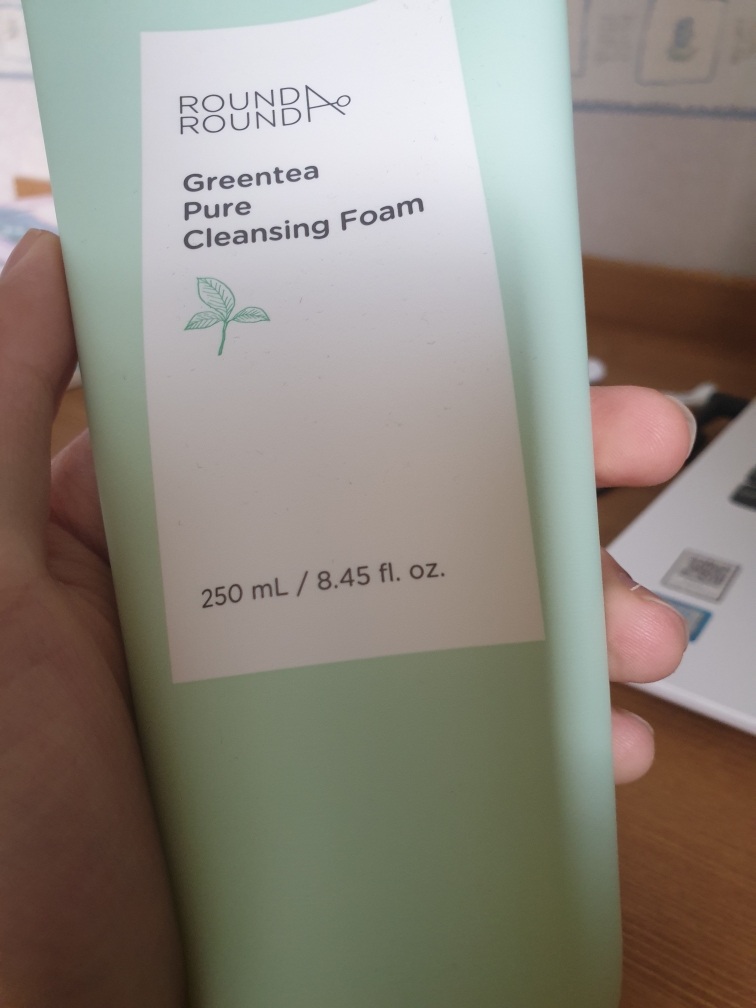 ROUND
ROUND
A
Greentea
Pure
Cleansing Foam
250 mL / 8.45 fl. oz.